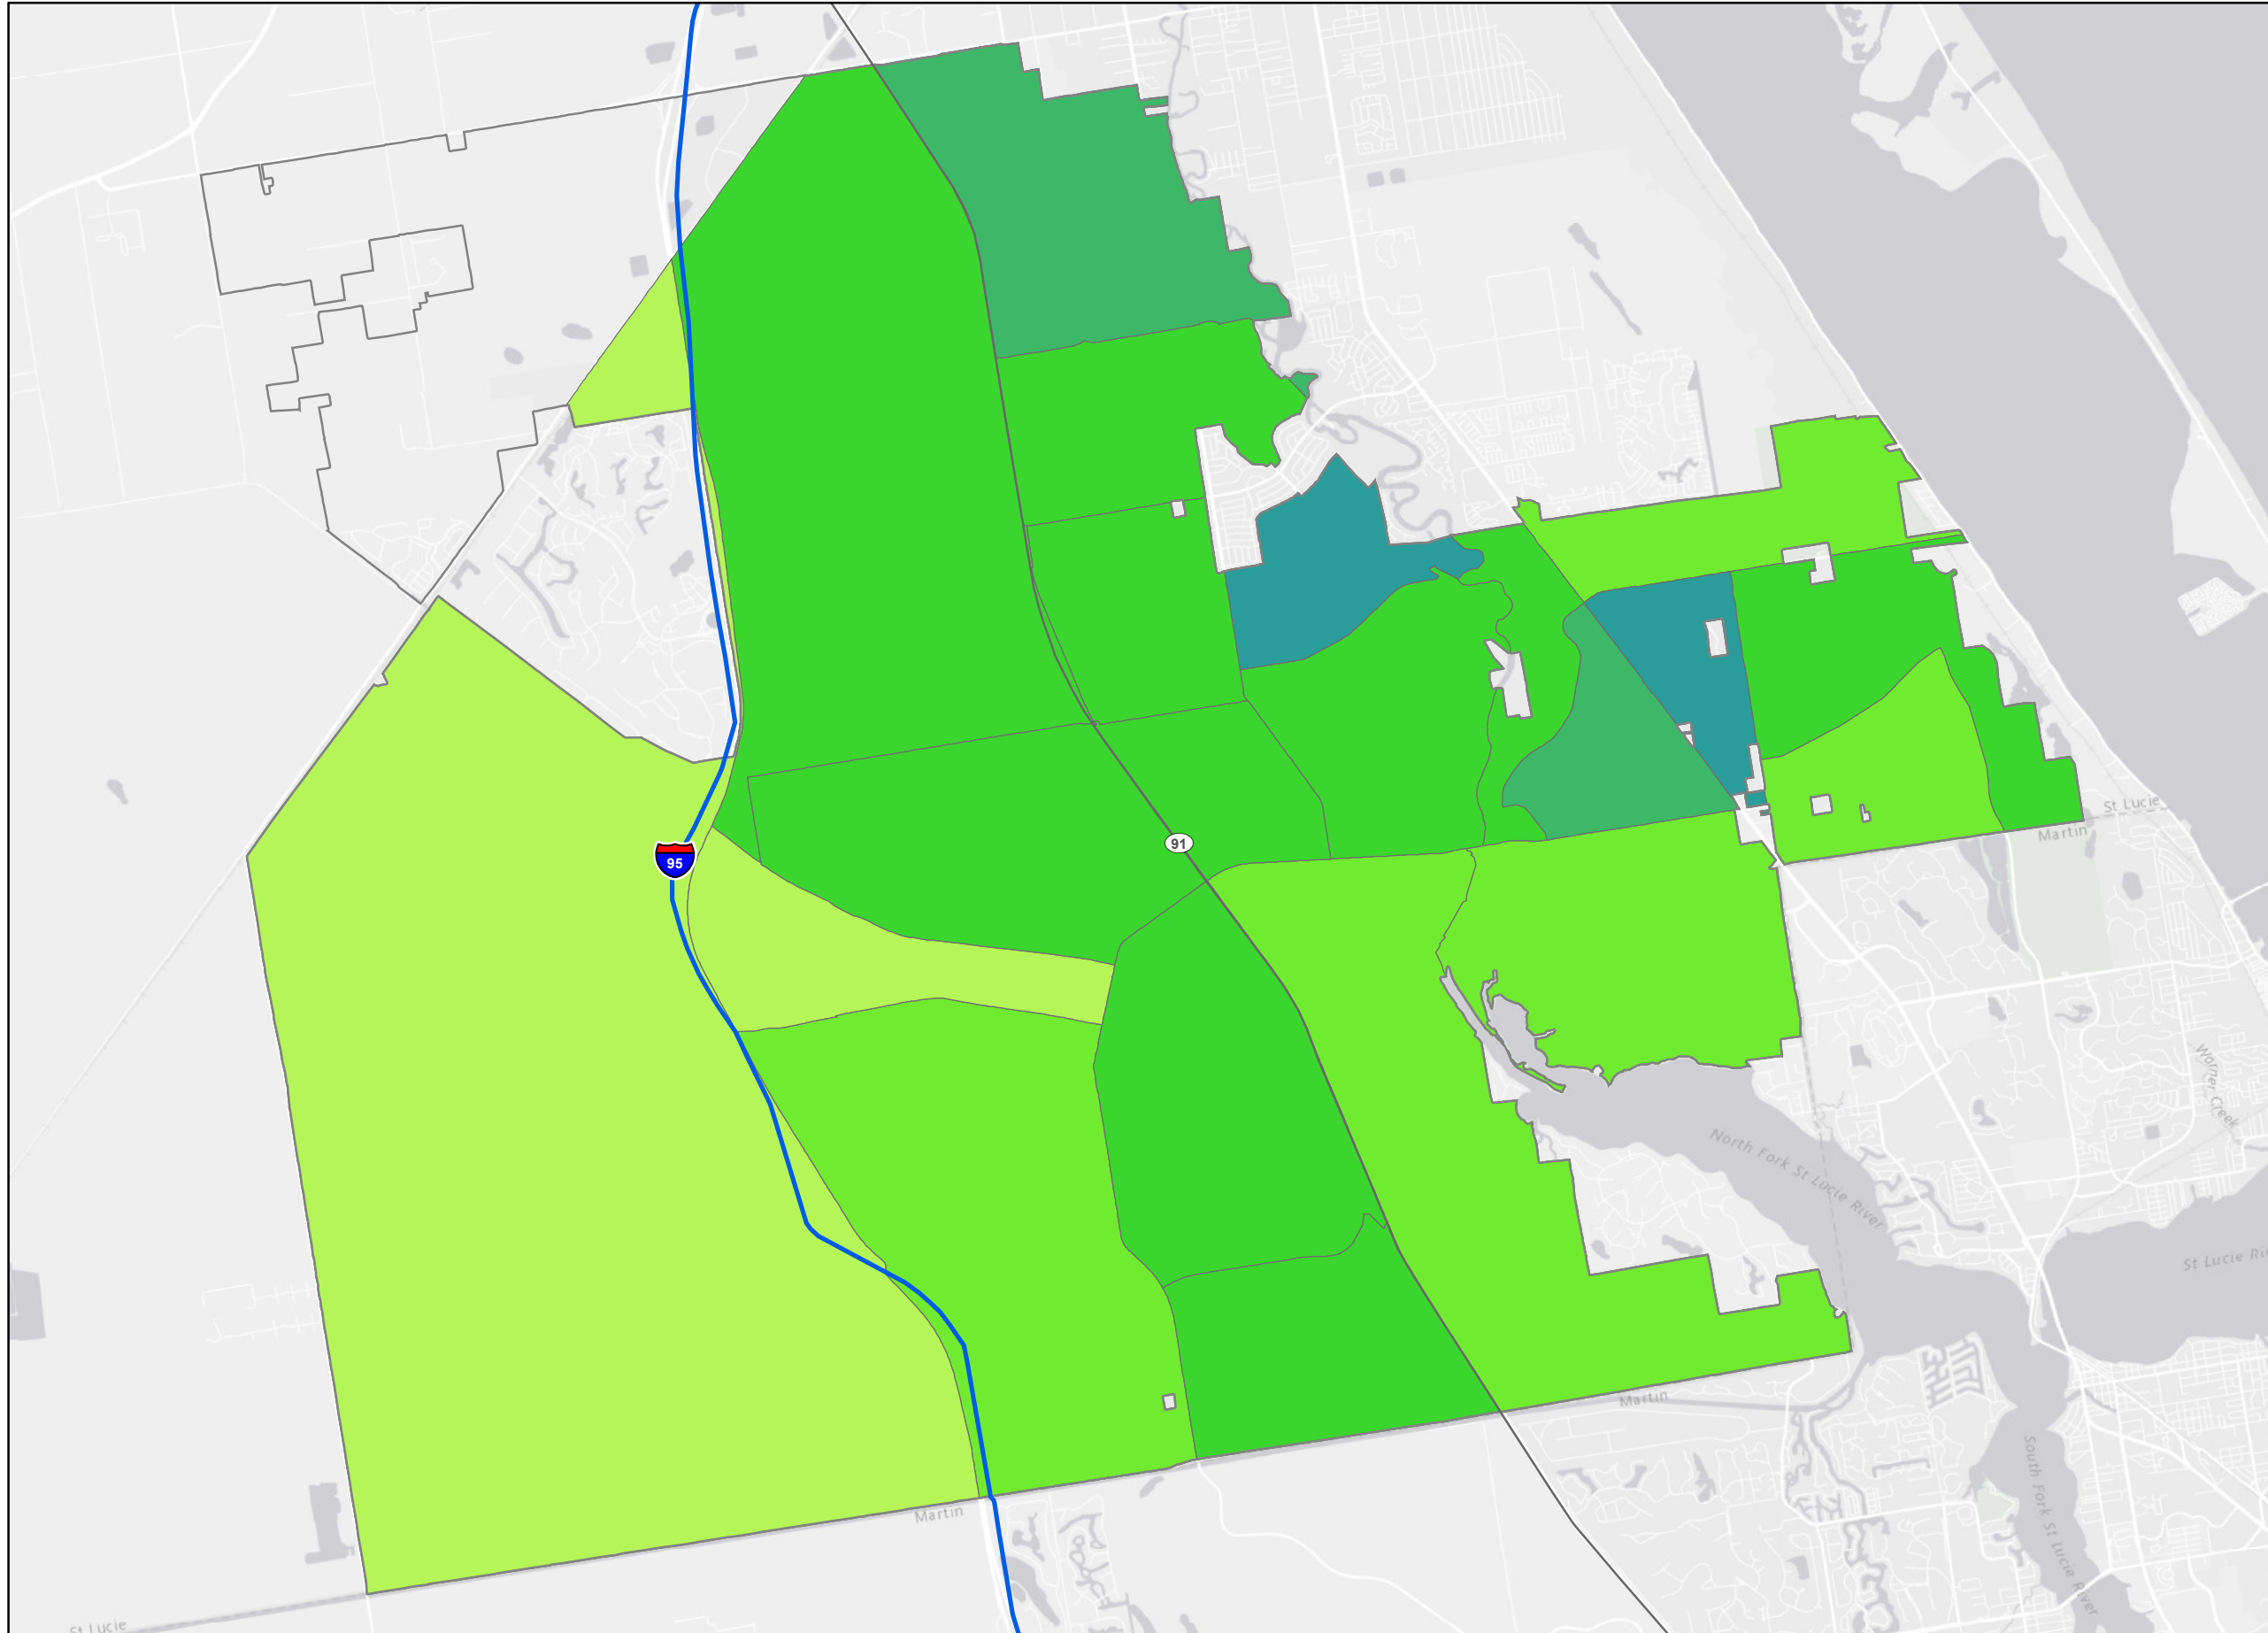 St Lucie
Martin
91
95
Warner Creek
North Fork St Lucie River
St Lucie Ri
Martin
South Fork St Lucie River
Martin
St Lucie